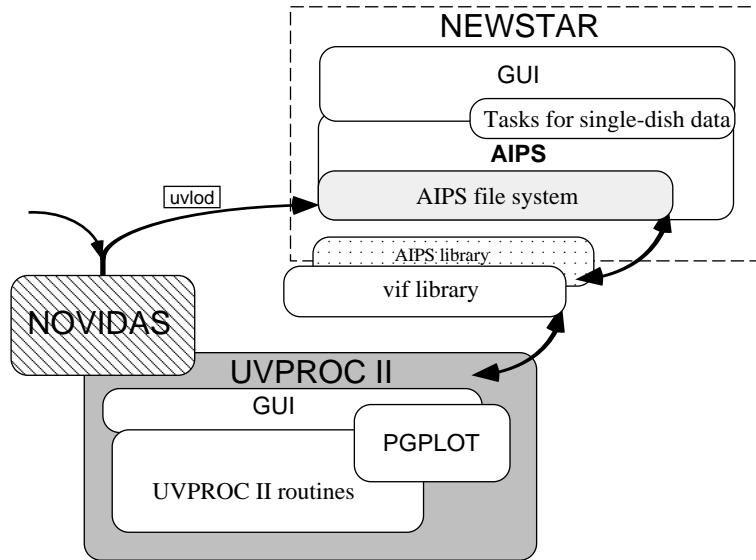 NEWSTAR
GUI
Tasks for single-dish data
AIPS
uvlod
AIPS file system
AIPS library
vif library
NOVIDAS
UVPROC II
GUI
PGPLOT
UVPROC II routines